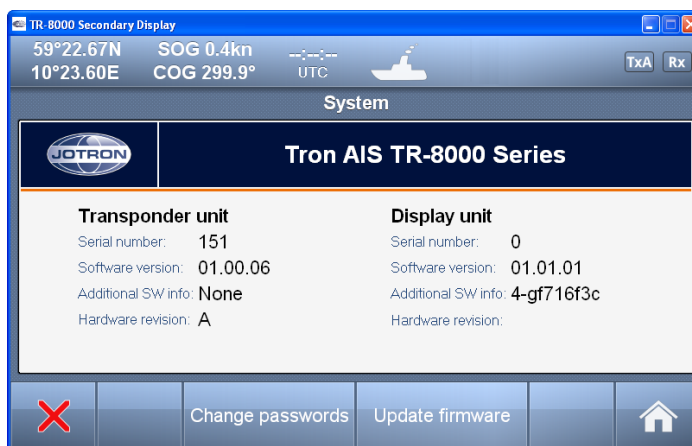 TR-8000 Secondary Display
59°22.67N SOG 0.4kn --:--:--
10°23.60E COG 299.9° UTC
TxA Rx
System
JOTRON
Tron AIS TR-8000 Series
Transponder unit
Serial number: 151
Software version: 01.00.06
Additional SW info: None
Hardware revision: A
Display unit
Serial number: 0
Software version: 01.01.01
Additional SW info: 4-gf716f3c
Hardware revision:
Change passwords Update firmware